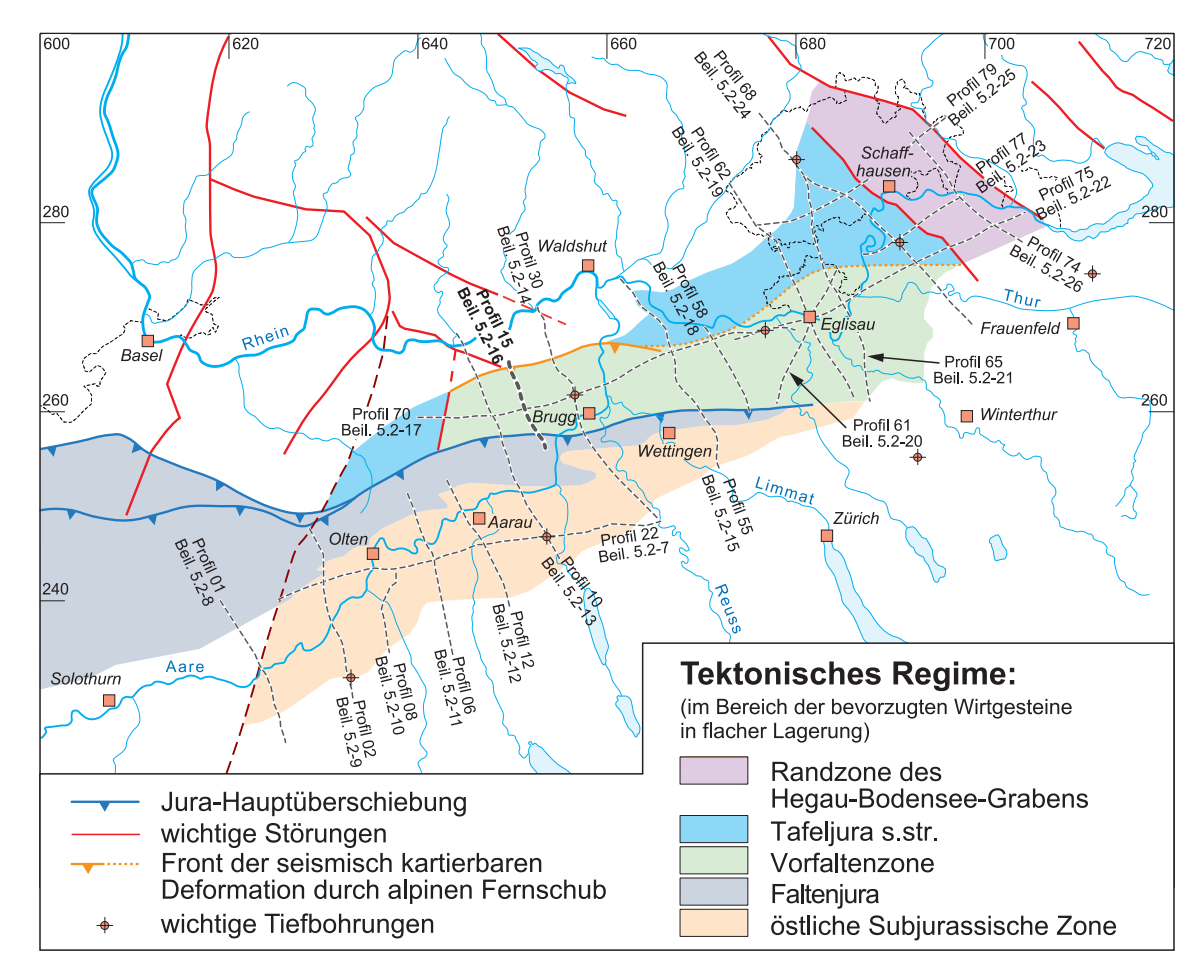 600
620
640
660
680
700
720
280
260
240
280
260
Profil 68
Beil. 5.2-24
Profil 79
Beil. 5.2-25
Profil 62
Beil. 5.2-19
Schaff-
hausen
Profil 77
Beil. 5.2-23
Profil 75
Beil. 5.2-22
Profil 74
Beil. 5.2-26
Waldshut
Profil 30
Beil. 5.2-14
Profil 15
Beil. 5.2-16
Profil 58
Beil. 5.2-18
Basel
Rhein
Eglisau
Thur
Frauenfeld
Profil 65
Beil. 5.2-21
Profil 70
Beil. 5.2-17
Brugg
Wettingen
Profil 61
Beil. 5.2-20
Winterthur
Limmat
Zürich
Profil 55
Beil. 5.2-15
Olten
Aarau
Profil 22
Beil. 5.2-7
Profil 01
Beil. 5.2-8
Profil 10
Beil. 5.2-13
Reuss
Profil 12
Beil. 5.2-12
Profil 06
Beil. 5.2-11
Profil 08
Beil. 5.2-10
Profil 02
Beil. 5.2-9
Aare
Solothurn
Jura-Hauptüberschiebung
wichtige Störungen
Front der seismisch kartierbaren
Deformation durch alpinen Fernschub
wichtige Tiefbohrungen
Tektonisches Regime:
(im Bereich der bevorzugten Wirtgesteine
in flacher Lagerung)
Randzone des
Hegau-Bodensee-Grabens
Tafeljura s.str.
Vorfaltenzone
Faltenjura
östliche Subjurassische Zone